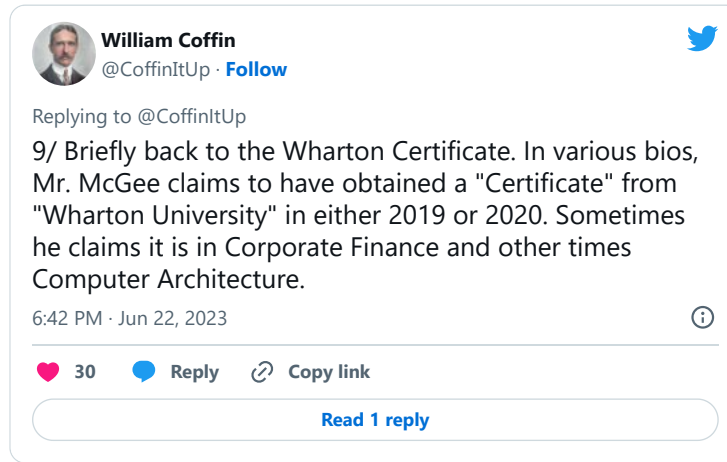 William Coffin
@CoffinItUp · Follow
Replying to @CoffinItUp
9/ Briefly back to the Wharton Certificate. In various bios,
Mr. McGee claims to have obtained a "Certificate" from
"Wharton University" in either 2019 or 2020. Sometimes
he claims it is in Corporate Finance and other times
Computer Architecture.
6:42 PM · Jun 22, 2023
30 Reply Copy link
Read 1 reply